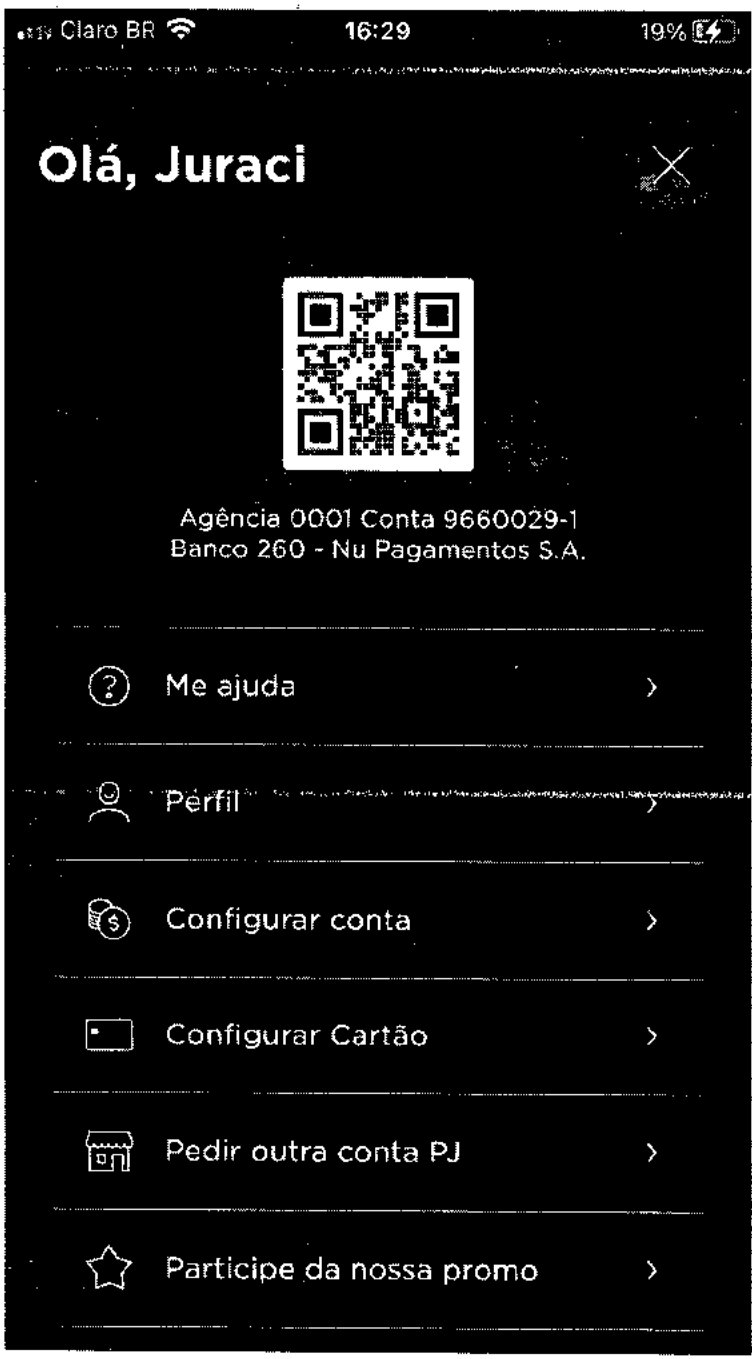 Claro BR 16:29 19%
Olá, Juraci
Agência 0001 Conta 9660029-1
Banco 260 - Nu Pagamentos S.A.
Me ajuda
Perfil
Configurar conta
Configurar Cartão
Pedir outra conta PJ
Participe da nossa promo